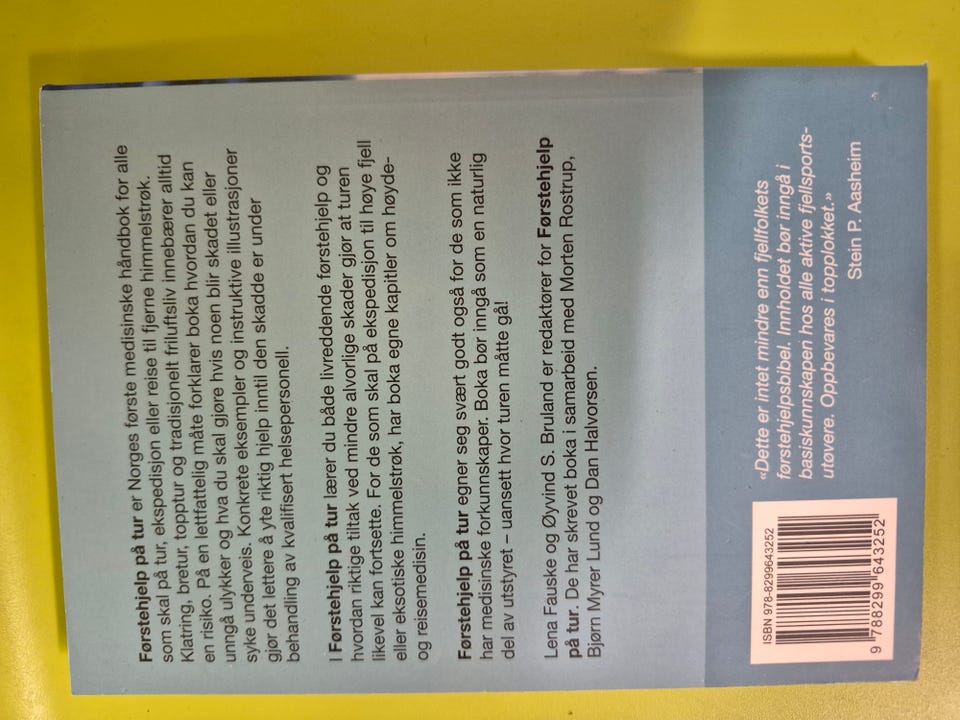 Førstehjelp på tur er Norges første medisinske håndbok for alle
som skal på tur, ekspedisjon eller reise til fjerne himmelstrøk.
Klatring, bretur, topptur og tradisjonelt friluftsliv innebærer alltid
en risiko. På en lettfattelig måte forklarer boka hvordan du kan
unngå ulykker og hva du skal gjøre hvis noen blir skadet eller
syke undervels. Konkrete eksempler og instruktive illustrasjoner
gjør det lettere å yte riktig hjelp inntil den skadde er under
behandling av kvalifisert helsepersonell.
I Førstehjelp på tur lærer du både livreddende førstehjelp og
hvordan riktige tiltak ved mindre alvorlige skader gjør at turen
likevel kan fortsette. For de som skal på ekspedisjon til høye fjell
eller eksotiske himmelstrøk, har boka egne kapitler om høyde-
og reisemedisin.
Førstehjelp på tur egner seg svært godt også for de som ikke
har medisinske forkunnskaper. Boka bør inngå som en naturlig
del av utstyret – uansett hvor turen måtte gå!
Lena Fauske og Øyvind S. Bruland er redaktører for Førstehjelp
på tur. De har skrevet boka i samarbeid med Morten Rostrup,
Bjørn Myrer Lund og Dan Halvorsen.
«Dette er intet mindre enn fjellfolkets
førstehjelpsbibel. Innholdet bør inngå i
basiskunnskapen hos alle aktive fjellsports-
utøvere. Oppbevares i topplokket.»
Stein P. Aasheim
ISBN 978-8299643252
9 788299 643252